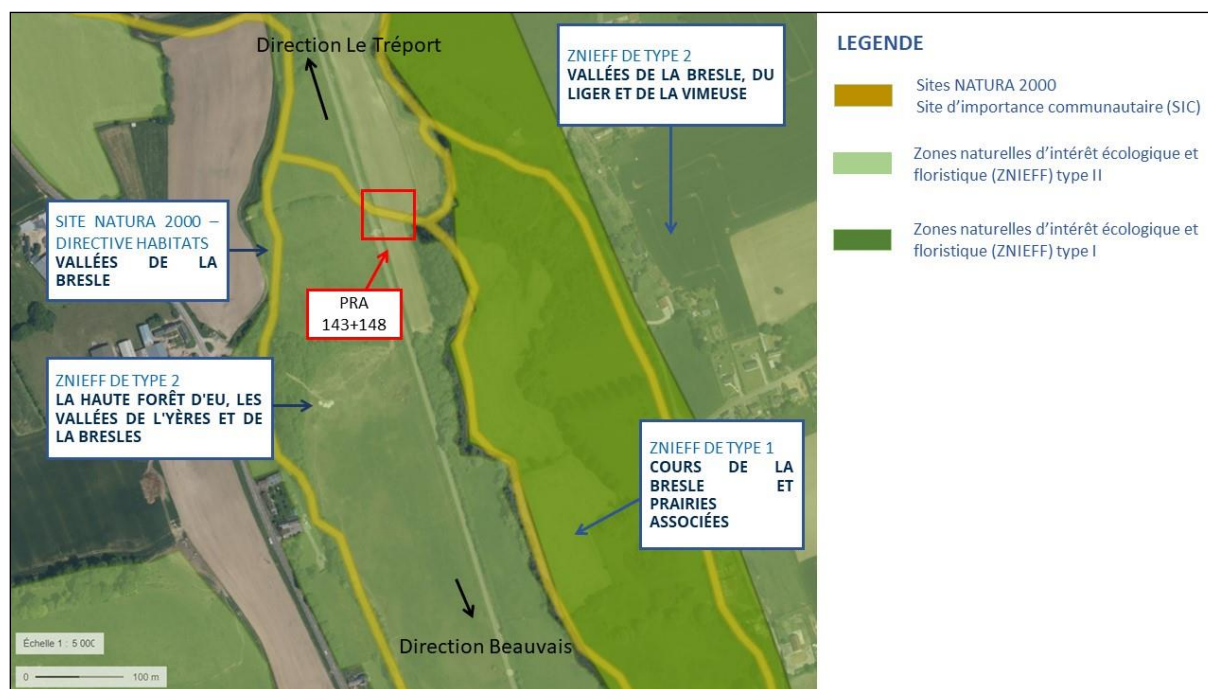 Direction Le Tréport
ZNIEFF DE TYPE 2
VALLÉES DE LA BRESLE, DU
LIGER ET DE LA VIMEUSE
SITE NATURA 2000 –
DIRECTIVE HABITATS
VALLÉES DE LA
BRESLE
PRA
143+148
ZNIEFF DE TYPE 2
LA HAUTE FORÊT D'EU, LES
VALLÉES DE L'YÈRES ET DE
LA BRESLES
ZNIEFF DE TYPE 1
COURS DE LA
BRESLE ET
PRAIRIES
ASSOCIÉES
Direction Beauvais
Échelle 1 : 5 00
0 100 m
LEGENDE
Sites NATURA 2000
Site d'importance communautaire (SIC)
Zones naturelles d'intérêt écologique et
floristique (ZNIEFF) type II
Zones naturelles d'intérêt écologique et
floristique (ZNIEFF) type I